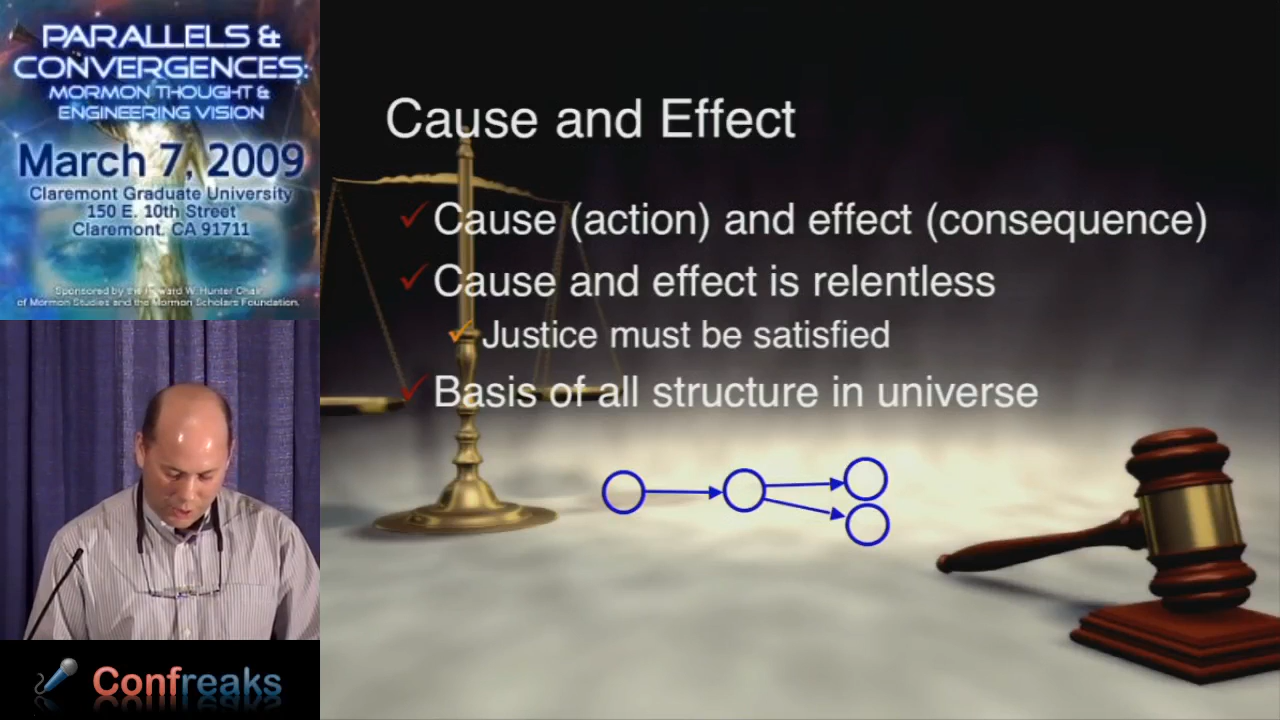 PARALLELS &
CONVERGENCES:
MORMON THOUGHT &
ENGINEERING VISION
March 7, 2009
Claremont Graduate University
150 E. 10th Street
Claremont, CA 91711
Sponsored by the Howard W. Hunter Chair
of Mormon Studies and the Mormon Scholars Foundation.
Confreaks
Cause and Effect
Cause (action) and effect (consequence)
Cause and effect is relentless
Justice must be satisfied
Basis of all structure in universe